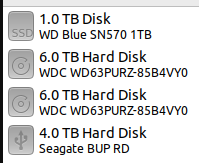 SSD
1.0 TB Disk
WD Blue SN570 1TB
6.0 TB Hard Disk
WDC WD63PURZ-85B4VY0
6.0 TB Hard Disk
WDC WD63PURZ-85B4VY0
4.0 TB Hard Disk
Seagate BUP RD